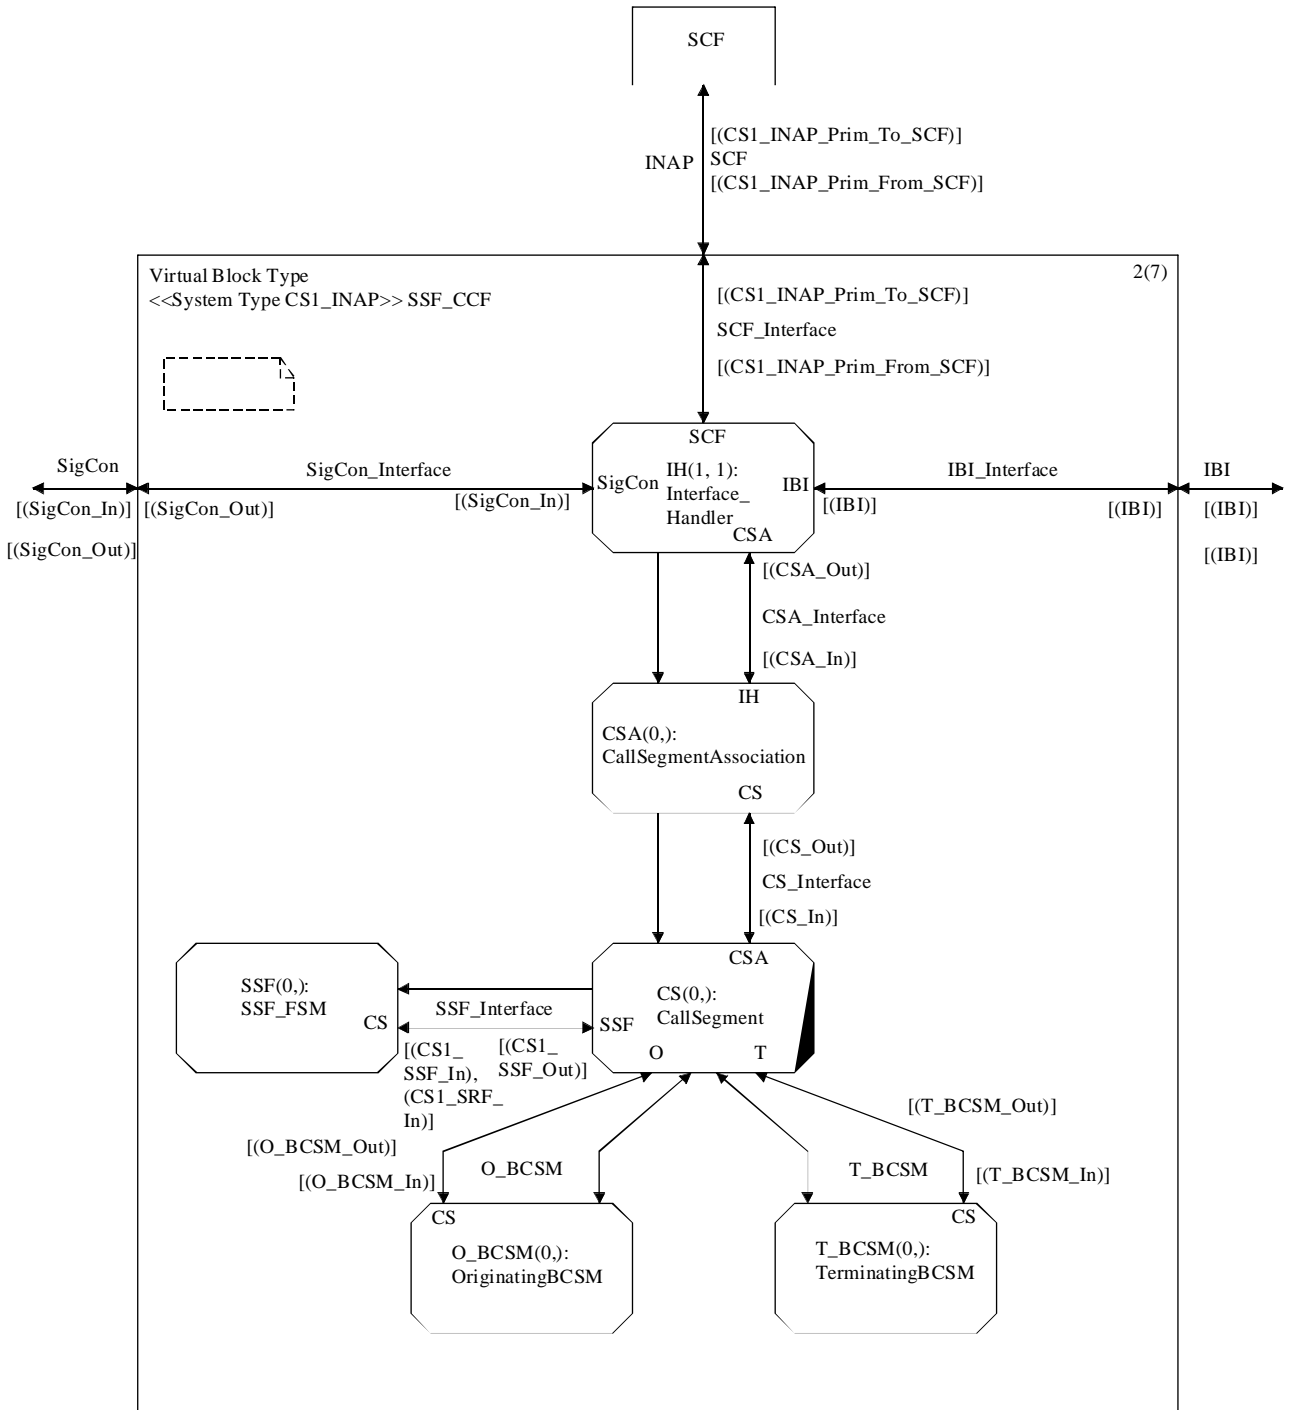 SCF
[(CS1_INAP_Prim_To_SCF)]
INAP
SCF
[(CS1_INAP_Prim_From_SCF)]
Virtual Block Type
2(7)
<<System Type CS1_INAP>> SSF_CCF
[(CS1_INAP_Prim_To_SCF)]
SCF_Interface
[(CS1_INAP_Prim_From_SCF)]
SCF
SigCon
SigCon_Interface
IH(1, 1):
IBI_Interface
IBI
SigCon
Interface_
IBI
[(SigCon_In)]
[(SigCon_Out)]
[(SigCon_In)]
Handler
[(IBI)]
[(IBI)]
[(IBI)]
CSA
[(SigCon_Out)]
[(IBI)]
[(CSA_Out)]
CSA_Interface
[(CSA_In)]
IH
CSA(0,):
CallSegmentAssociation
CS
[(CS_Out)]
CS_Interface
[(CS_In)]
CSA
SSF(0,):
SSF_FSM
CS(0,):
CallSegment
SSF_Interface
CS
SSF
[(CS1_
SSF_In),
(CS1_SRF_
In)]
[(CS1_
SSF_Out)]
O
T
[(T_BCSM_Out)]
[(O_BCSM_Out)]
[(O_BCSM_In)]
O_BCSM
T_BCSM
[(T_BCSM_In)]
CS
CS
O_BCSM(0,):
OriginatingBCSM
T_BCSM(0,):
TerminatingBCSM